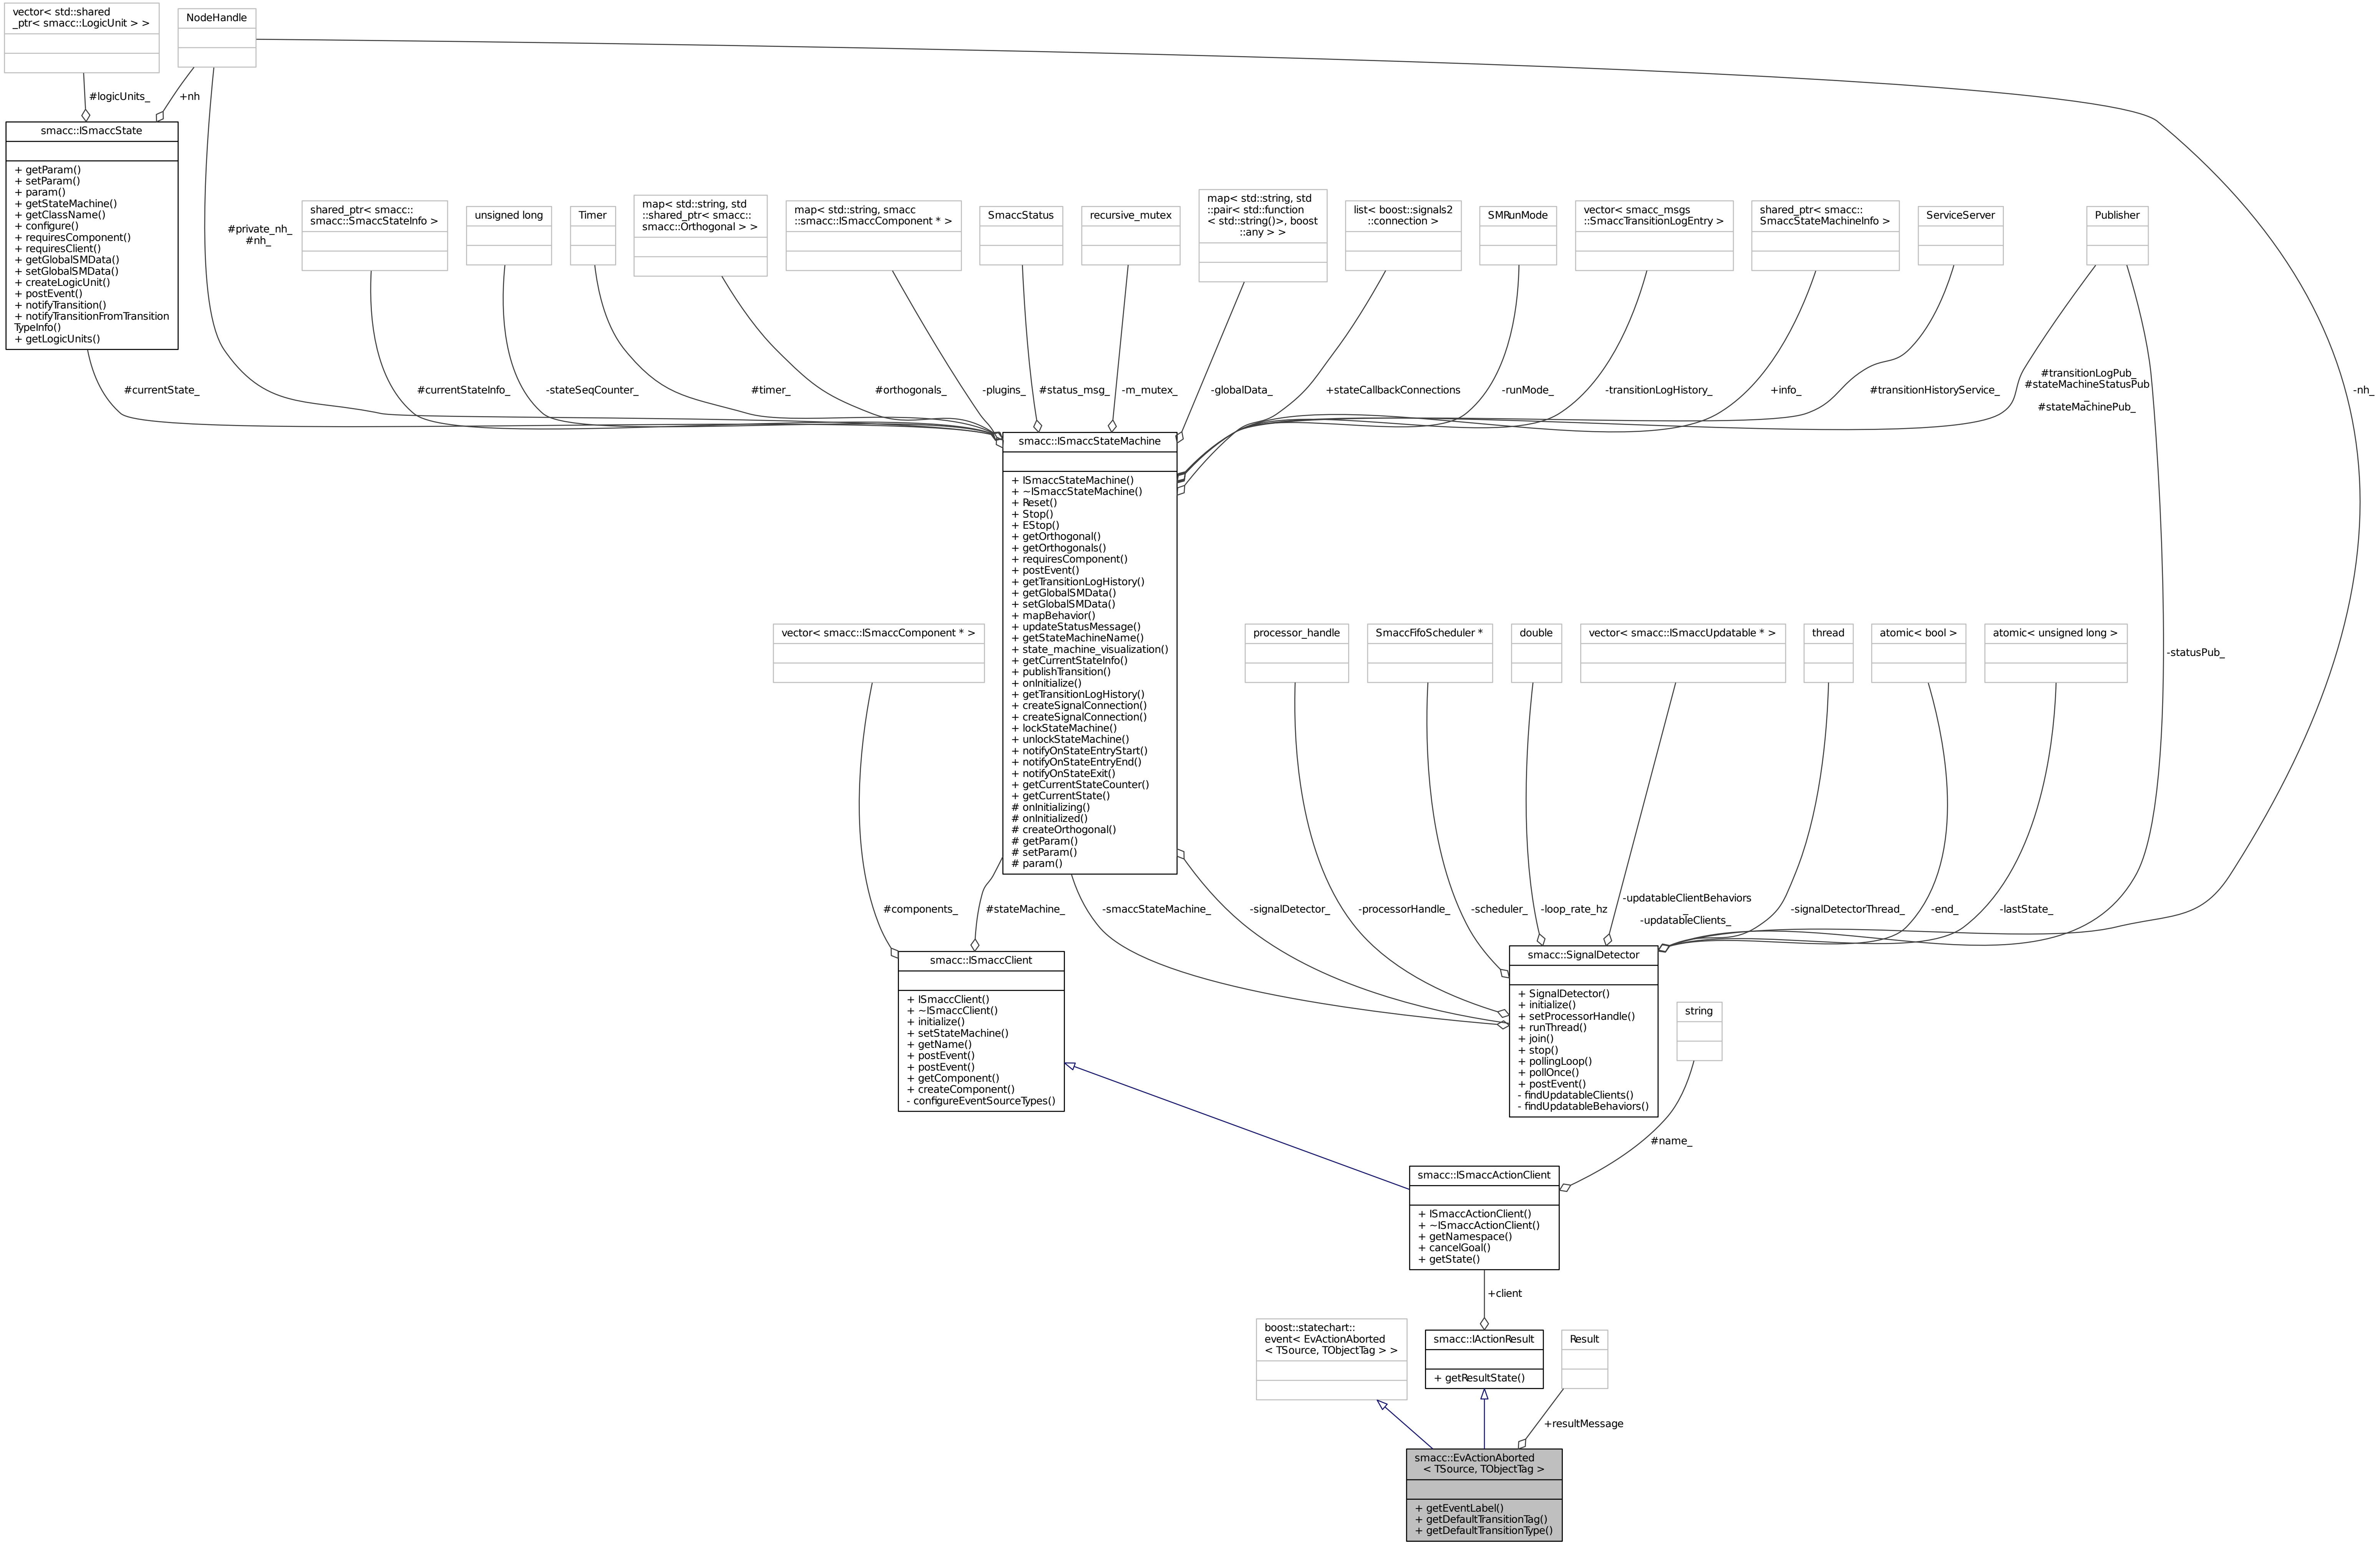 vector< std::shared
_ptr< smacc::LogicUnit > >
NodeHandle
#logicUnits_
+nh
smacc::ISmaccState
+ getParam()
+ setParam()
+ param()
+ getStateMachine()
+ getClassName()
+ configure()
+ requiresComponent()
+ requiresClient()
+ getGlobalSMData()
+ setGlobalSMData()
+ createLogicUnit()
+ postEvent()
+ notifyTransition()
+ notifyTransitionFromTransition
TypeInfo()
+ getLogicUnits()
#private_nh_
#nh_
shared_ptr< smacc::
smacc::SmaccStateInfo >
unsigned long
Timer
map< std::string, std
::shared_ptr< smacc::
smacc::Orthogonal > >
map< std::string, smacc
::smacc::ISmaccComponent * >
SmaccStatus
recursive_mutex
map< std::string, std
::pair< std::function
< std::string()>, boost
::any > >
list< boost::signals2
::connection >
SMRunMode
vector< smacc_msgs
::SmaccTransitionLogEntry >
shared_ptr< smacc::
SmaccStateMachineInfo >
ServiceServer
Publisher
#currentState_
#currentStateInfo_
-stateSeqCounter_
#timer_
#orthogonals_
-plugins_
#status_msg_
-m_mutex_
-globalData_
+stateCallbackConnections
-runMode_
-transitionLogHistory_
+info_
#transitionHistoryService_
#transitionLogPub_
#stateMachineStatusPub
_
#stateMachinePub_
-nh_
smacc::ISmaccStateMachine
+ ISmaccStateMachine()
+ ~ISmaccStateMachine()
+ Reset()
+ Stop()
+ EStop()
+ getOrthogonal()
+ getOrthogonals()
+ requiresComponent()
+ postEvent()
+ getTransitionLogHistory()
+ getGlobalSMData()
+ setGlobalSMData()
+ mapBehavior()
+ updateStatusMessage()
+ getStateMachineName()
+ state_machine_visualization()
+ getCurrentStateInfo()
+ publishTransition()
+ onInitialize()
+ getTransitionLogHistory()
+ createSignalConnection()
+ createSignalConnection()
+ lockStateMachine()
+ unlockStateMachine()
+ notifyOnStateEntryStart()
+ notifyOnStateEntryEnd()
+ notifyOnStateExit()
+ getCurrentStateCounter()
+ getCurrentState()
# onInitializing()
# onInitialized()
# createOrthogonal()
# getParam()
# setParam()
# param()
vector< smacc::ISmaccComponent * >
processor_handle
SmaccFifoScheduler *
double
vector< smacc::ISmaccUpdatable * >
thread
atomic< bool >
atomic< unsigned long >
-statusPub_
#components_
#stateMachine_
-smaccStateMachine_
-signalDetector_
-processorHandle_
-scheduler_
-loop_rate_hz
-updatableClientBehaviors
_
-updatableClients_
-signalDetectorThread_
-end_
-lastState_
smacc::ISmaccClient
+ ISmaccClient()
+ ~ISmaccClient()
+ initialize()
+ setStateMachine()
+ getName()
+ postEvent()
+ postEvent()
+ getComponent()
+ createComponent()
- configureEventSourceTypes()
smacc::SignalDetector
+ SignalDetector()
+ initialize()
+ setProcessorHandle()
+ runThread()
+ join()
+ stop()
+ pollingLoop()
+ pollOnce()
+ postEvent()
- findUpdatableClients()
- findUpdatableBehaviors()
string
#name_
smacc::ISmaccActionClient
+ ISmaccActionClient()
+ ~ISmaccActionClient()
+ getNamespace()
+ cancelGoal()
+ getState()
+client
boost::statechart::
event< EvActionAborted
< TSource, TObjectTag > >
smacc::IActionResult
+ getResultState()
Result
+resultMessage
smacc::EvActionAborted
< TSource, TObjectTag >
+ getEventLabel()
+ getDefaultTransitionTag()
+ getDefaultTransitionType()